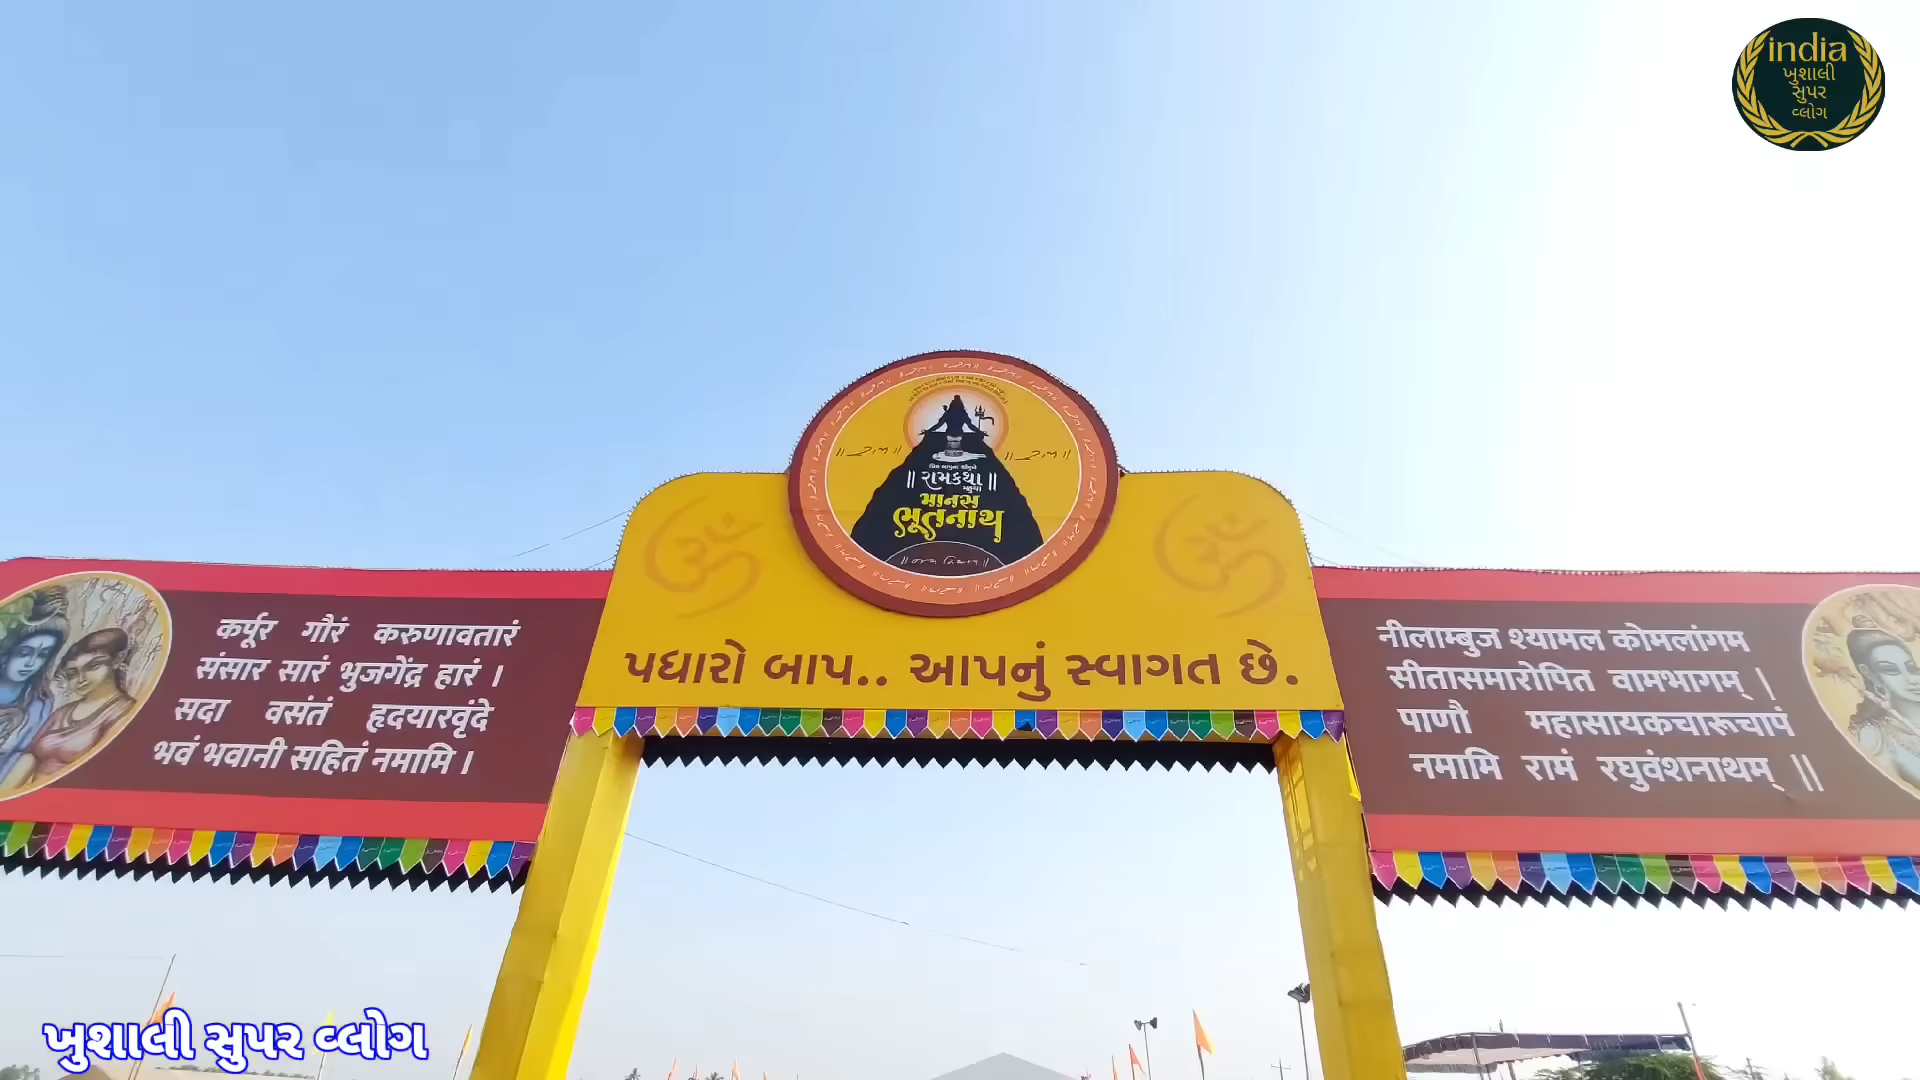 india
ખુશાલી
સુપર
વ્લોગ
॥ રામ ॥
॥ રામ ॥
॥ રામકથા ॥
મહુવા
માનસ
ભૂતનાથ
कर्पूर गौरं करुणावतारं
संसार सारं भुजगेंद्र हारं ।
सदा वसंतं हृदयारवृंदे
भवं भवानी सहितं नमामि ।
પધારો બાપ.. આપનું સ્વાગત છે.
नीलाम्बुज श्यामल कोमलांगम
सीतासमारोपित वामभागम् ।
पाणौ महासायकचारूचापं
नमामि रामं रघुवंशनाथम् ॥
ખુશાલી સુપર વ્લોગ